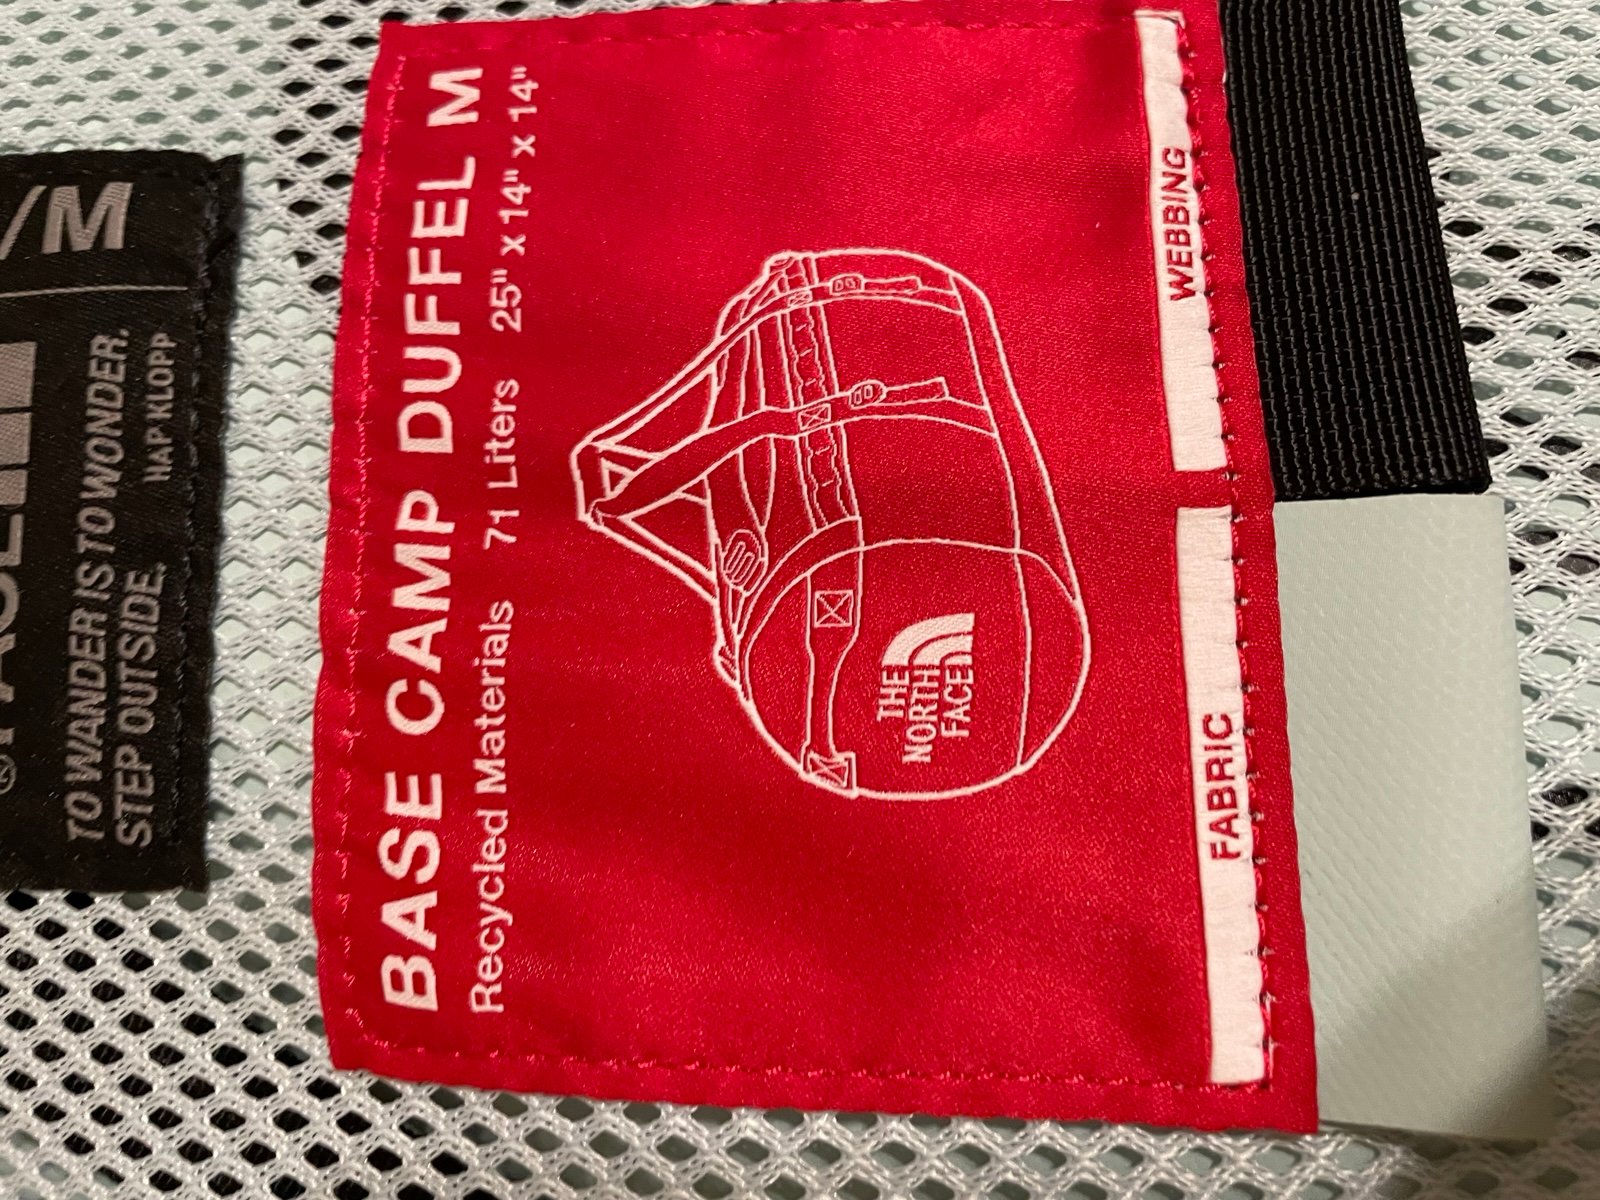 /M
TO WANDER IS TO WONDER.
STEP OUTSIDE.
HAP KLOPP
BASE CAMP DUFFEL M
Recycled Materials 71 Liters 25" x 14" x 14"
THE
NORTH
FACE
FABRIC
WEBBING